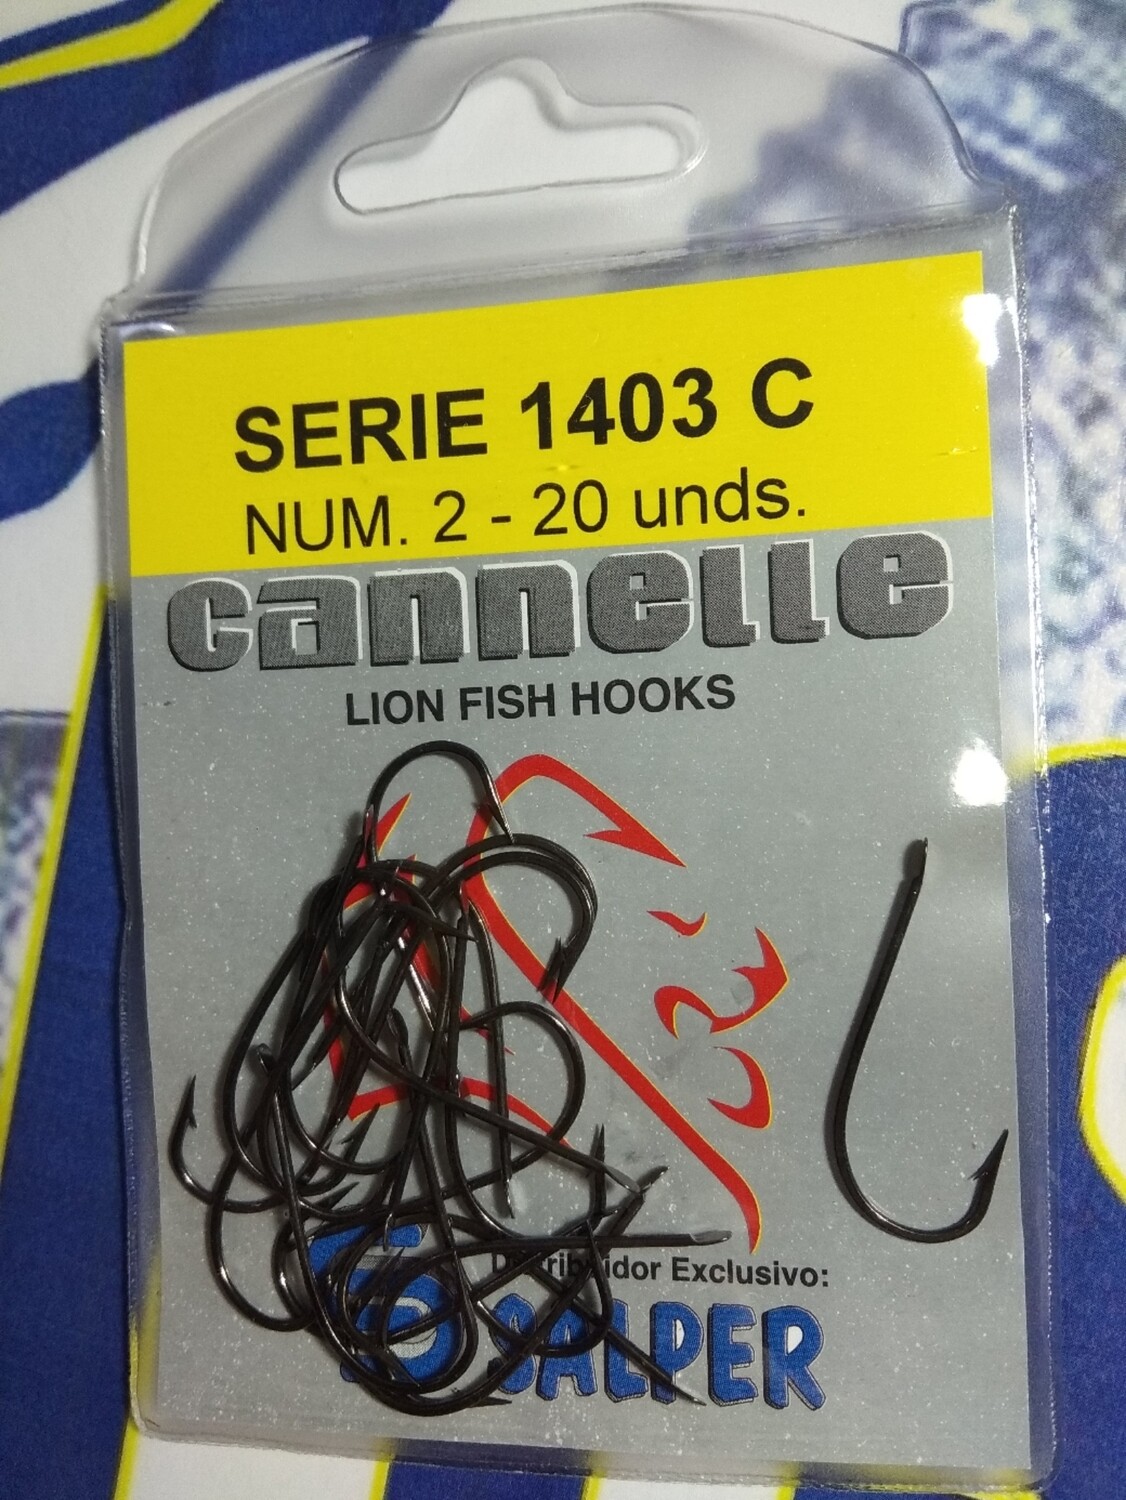 SERIE 1403 C
NUM. 2 - 20 unds.
cannelle
LION FISH HOOKS
Distribuidor Exclusivo:
SALPER